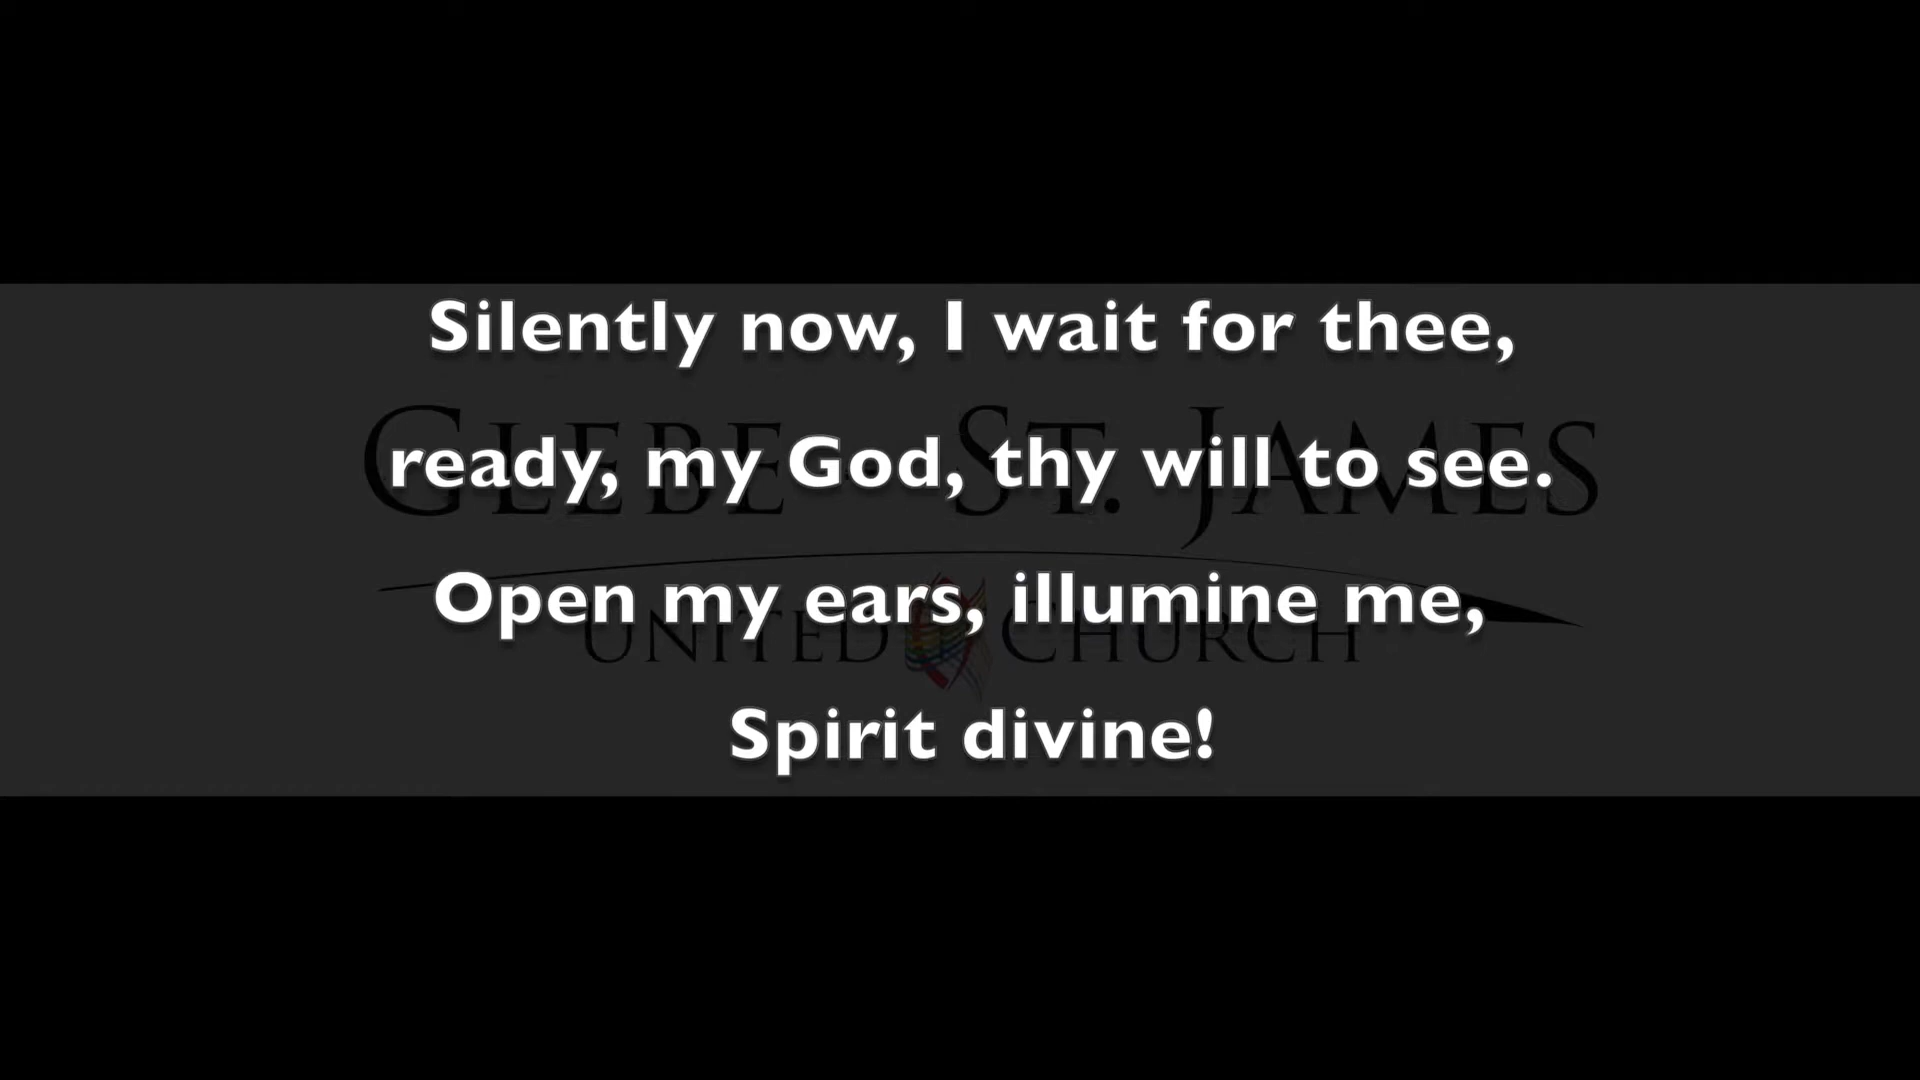 Silently now, I wait for thee,
GLEBE - ST. JAMES
ready, my God, thy will to see.
Open my ears, illumine me,
UNITED CHURCH
Spirit divine!